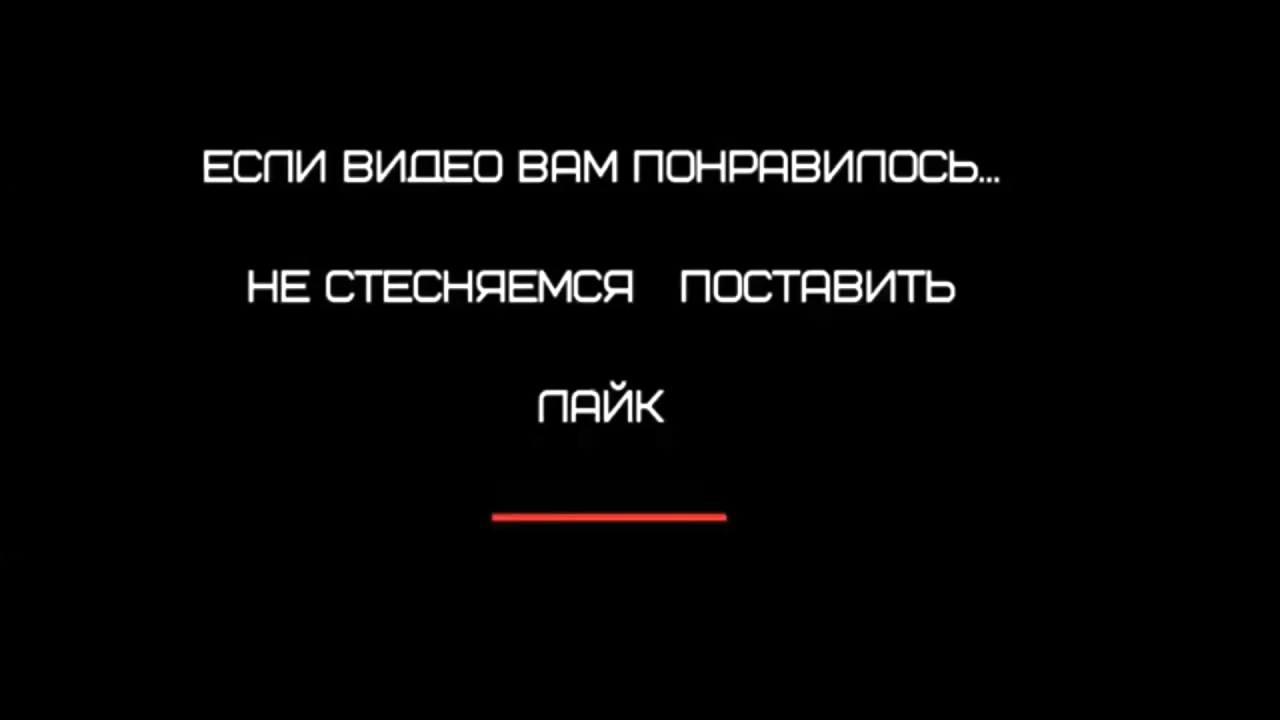 ЕСЛИ ВИДЕО ВАМ ПОНРАВИЛОСЬ...
НЕ СТЕСНЯЕМСЯ ПОСТАВИТЬ
ЛАЙК